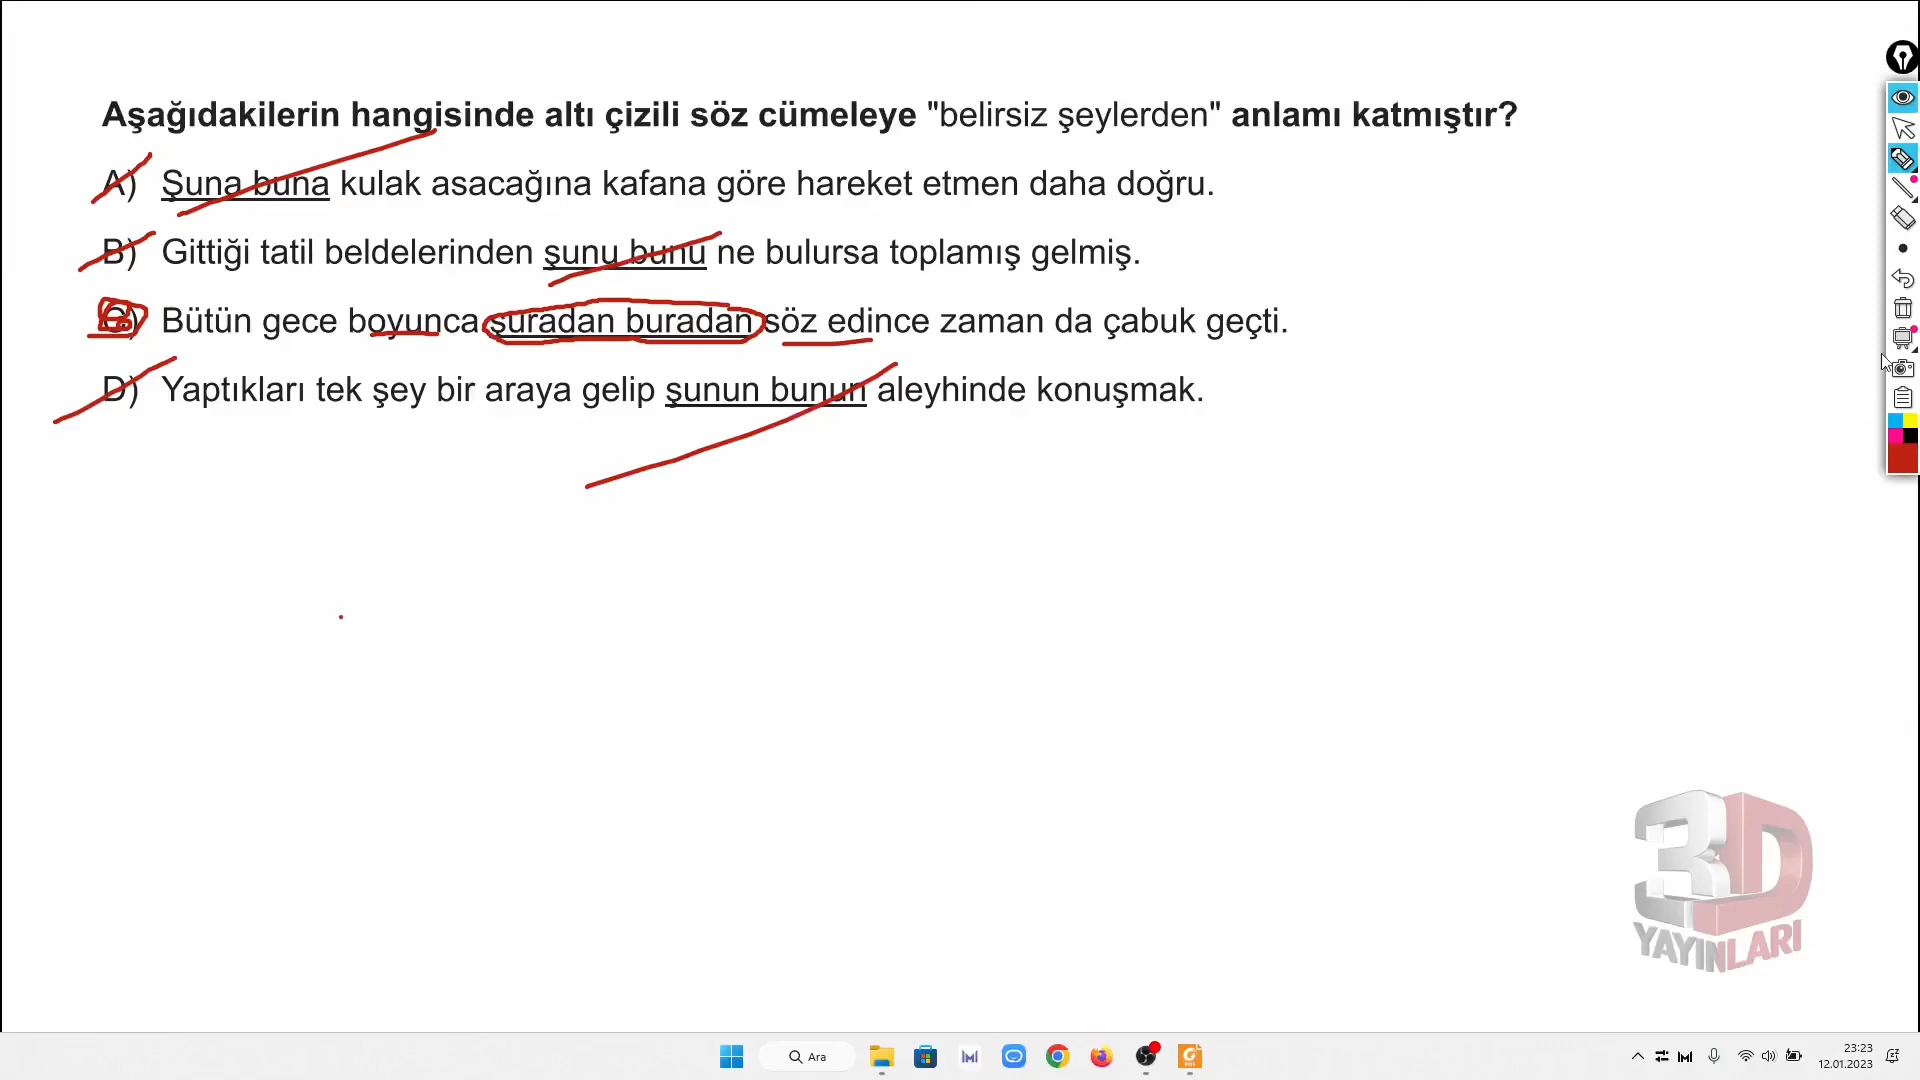 Aşağıdakilerin hangisinde altı çizili söz cümeleye "belirsiz şeylerden" anlamı katmıştır?
A) Şuna buna kulak asacağına kafana göre hareket etmen daha doğru.
B) Gittiği tatil beldelerinden şunu bunu ne bulursa toplamış gelmiş.
C) Bütün gece boyunca şuradan buradan söz edince zaman da çabuk geçti.
D) Yaptıkları tek şey bir araya gelip şunun bunun aleyhinde konuşmak.
3D
YAYINLARI
Ara
23:23
12.01.2023